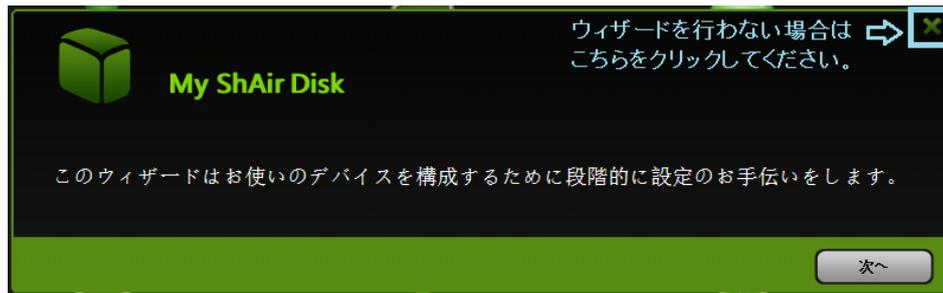 ウィザードを行わない場合は
こちらをクリックしてください。
My ShAir Disk
このウィザードはお使いのデバイスを構成するために段階的に設定のお手伝いをします。
次へ